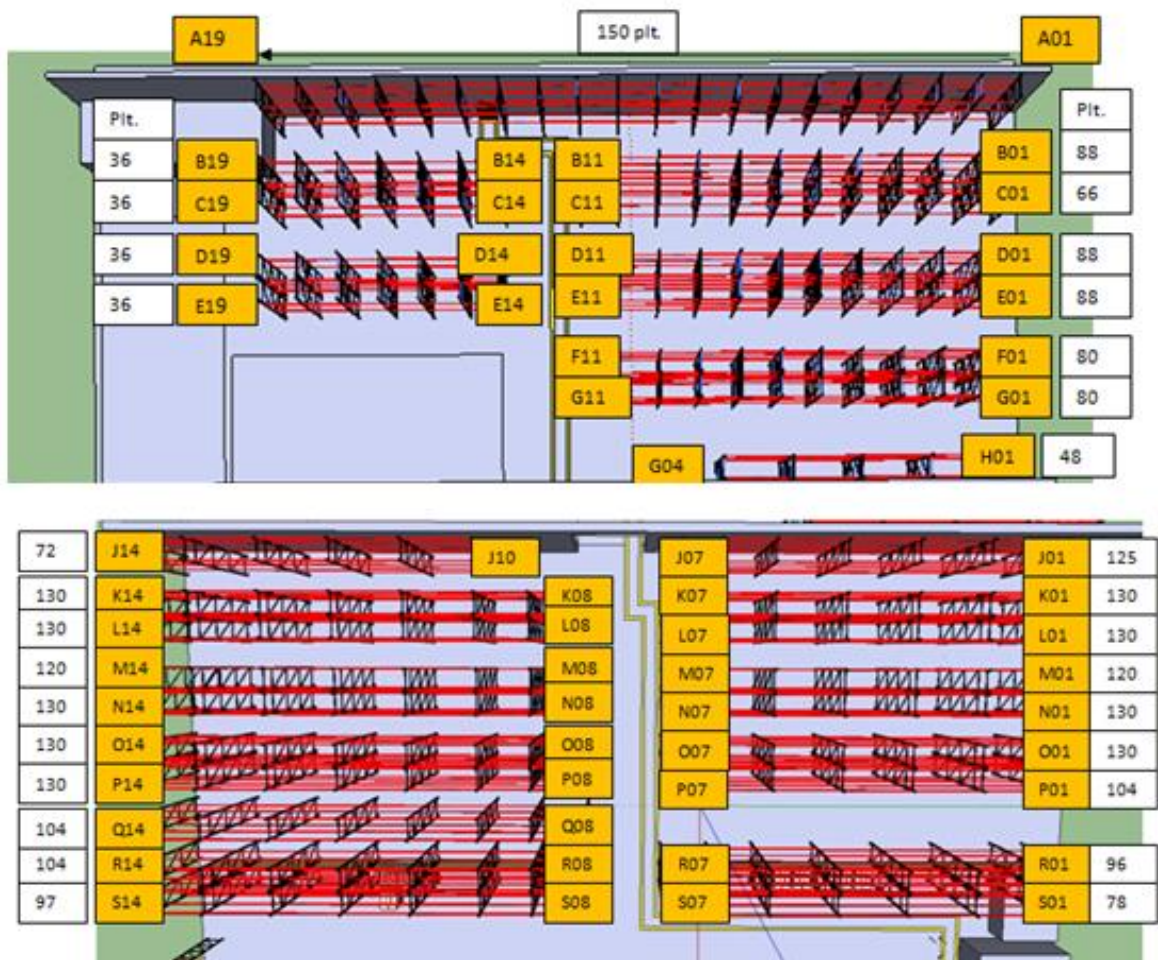 A19 150 plt. A01
Plt. Plt.
36 B19 B14 B11 B01 88
36 C19 C14 C11 C01 66
36 D19 D14 D11 D01 88
36 E19 E14 E11 E01 88
F11 F01 80
G11 G01 80
G04 H01 48
72 J14 J10 J07 J01 125
130 K14 K08 K07 K01 130
130 L14 L08 L07 L01 130
120 M14 M08 M07 M01 120
130 N14 N08 N07 N01 130
130 O14 O08 O07 O01 130
130 P14 P08 P07 P01 104
104 Q14 Q08
104 R14 R08 R07 R01 96
97 S14 S08 S07 S01 78